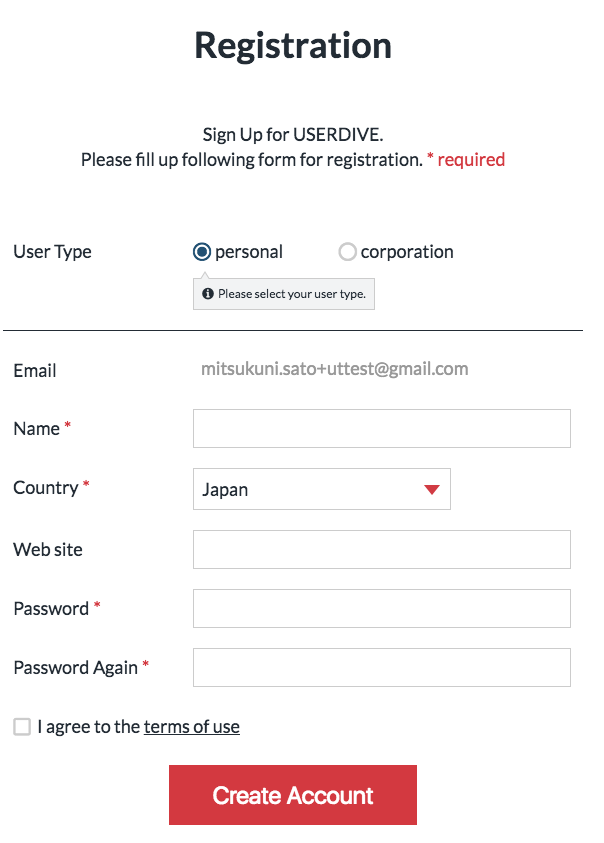 Registration
Sign Up for USERDIVE.
Please fill up following form for registration. * required
User Type personal corporation
Please select your user type.
Email mitsukuni.sato+uttest@gmail.com
Name *
Country * Japan
Web site
Password *
Password Again *
I agree to the terms of use
Create Account